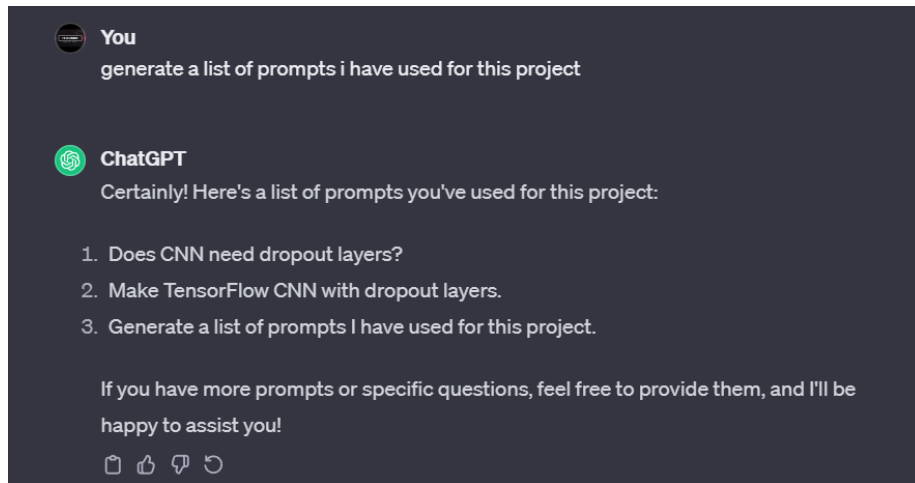 You
generate a list of prompts i have used for this project
ChatGPT
Certainly! Here's a list of prompts you've used for this project:
1. Does CNN need dropout layers?
2. Make TensorFlow CNN with dropout layers.
3. Generate a list of prompts I have used for this project.
If you have more prompts or specific questions, feel free to provide them, and I'll be
happy to assist you!